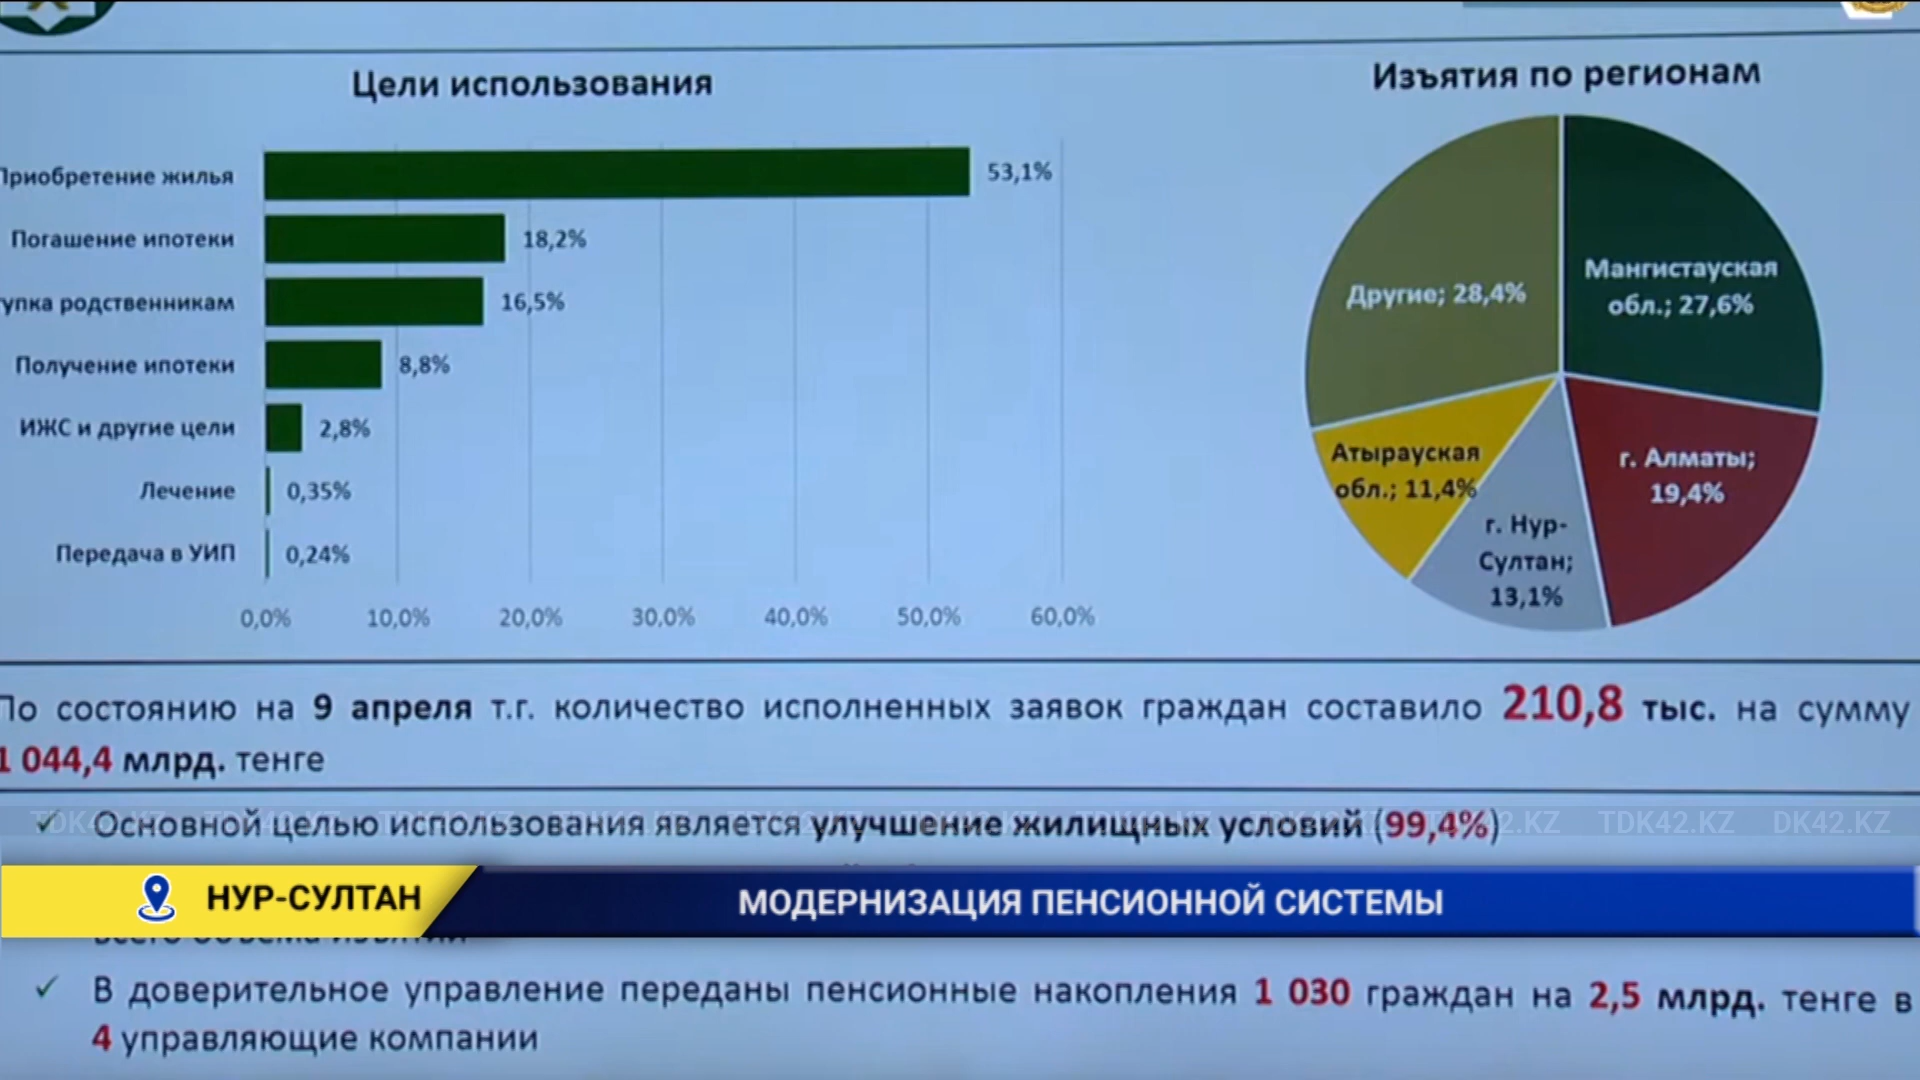 Цели использования
Приобретение жилья
53,1%
Погашение ипотеки
18,2%
упка родственникам
16,5%
Получение ипотеки
8,8%
ИЖС и другие цели
2,8%
Лечение
0,35%
Передача в УИП
0,24%
0,0% 10,0% 20,0% 30,0% 40,0% 50,0% 60,0%
Изъятия по регионам
Мангистауская
обл.; 27,6%
г. Алматы;
19,4%
г. Нур-
Султан;
13,1%
Атырауская
обл.; 11,4%
Другие; 28,4%
По состоянию на 9 апреля т.г. количество исполненных заявок граждан составило 210,8 тыс. на сумму
1 044,4 млрд. тенге
✓ Основной целью использования является улучшение жилищных условий (99,4%)
TDK42.KZ DK42.KZ
НУР-СУЛТАН
МОДЕРНИЗАЦИЯ ПЕНСИОННОЙ СИСТЕМЫ
всего объема изъятий
✓ В доверительное управление переданы пенсионные накопления 1 030 граждан на 2,5 млрд. тенге в
4 управляющие компании